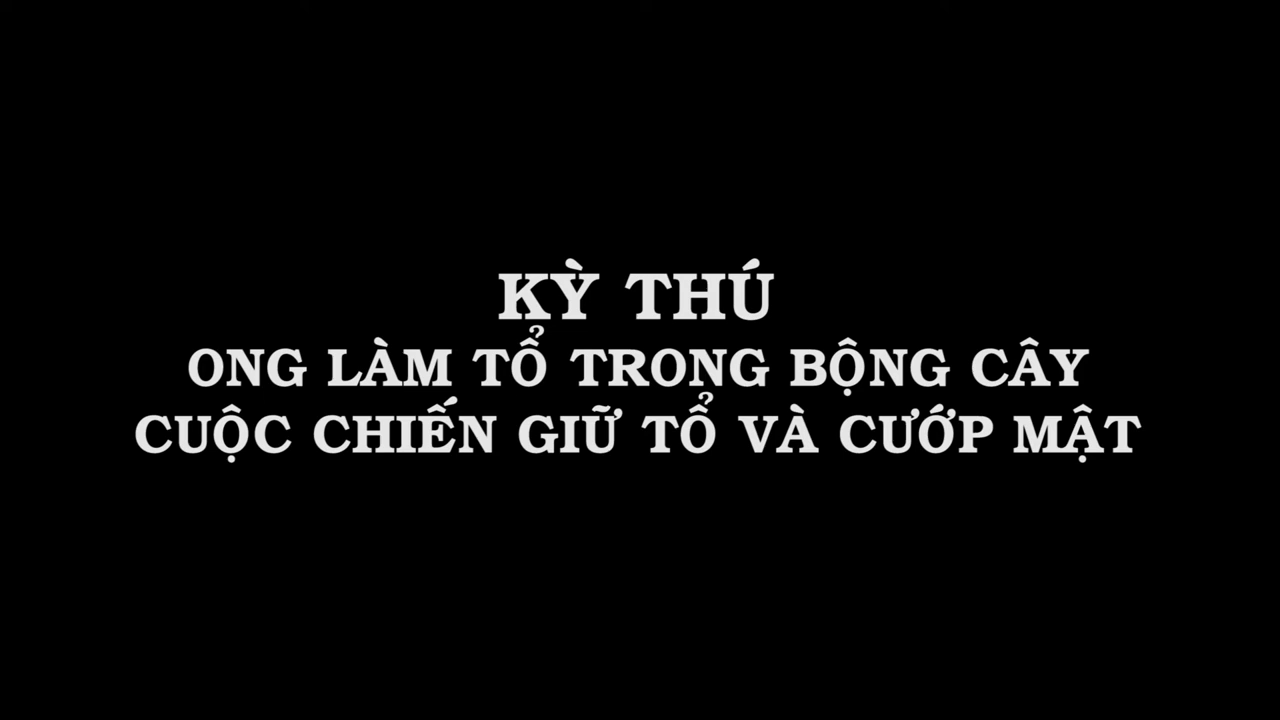 KỲ THÚ
ONG LÀM TỔ TRONG BỘNG CÂY
CUỘC CHIẾN GIỮ TỔ VÀ CƯỚP MẬT